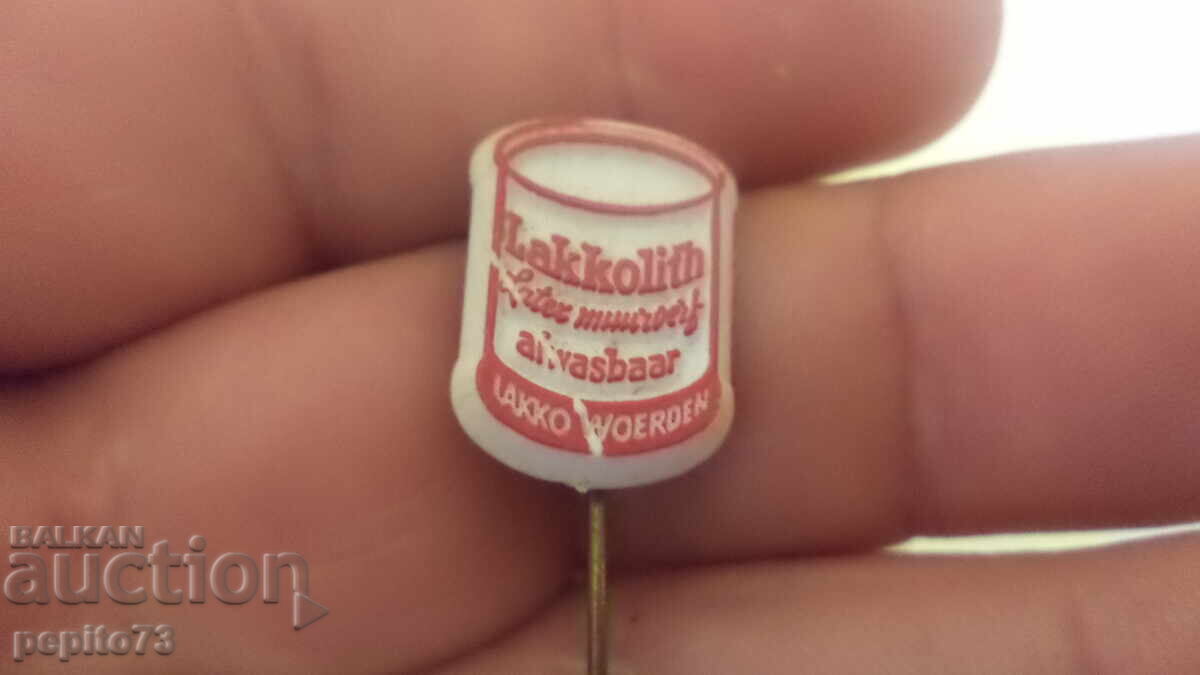 Lakkolith
Latex muurverf
afwasbaar
LAKKO WOERDEN
BALKAN
auction
pepito73